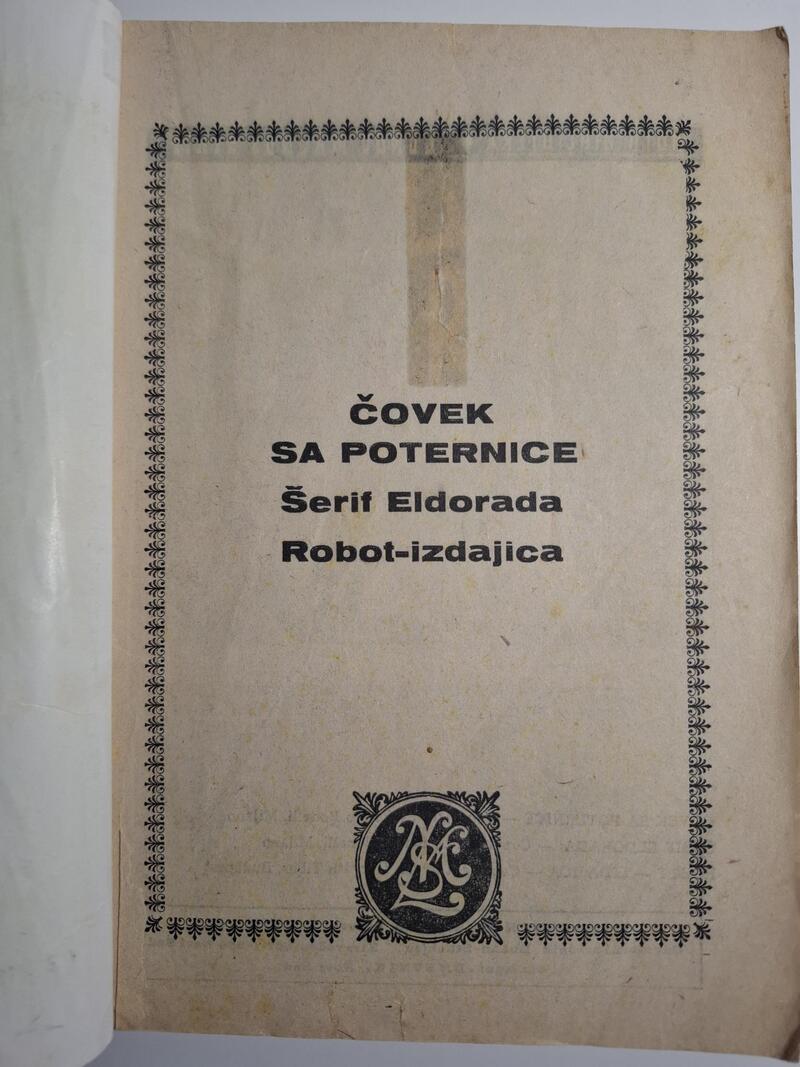 ČOVEK
SA POTERNICE
Šerif Eldorada
Robot-izdajica